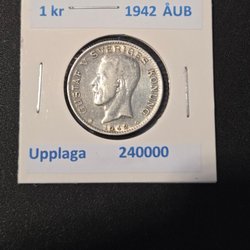 1 kr 1942 ÅUB
GUSTAF V SVERIGES KONUNG
Upplaga 240000